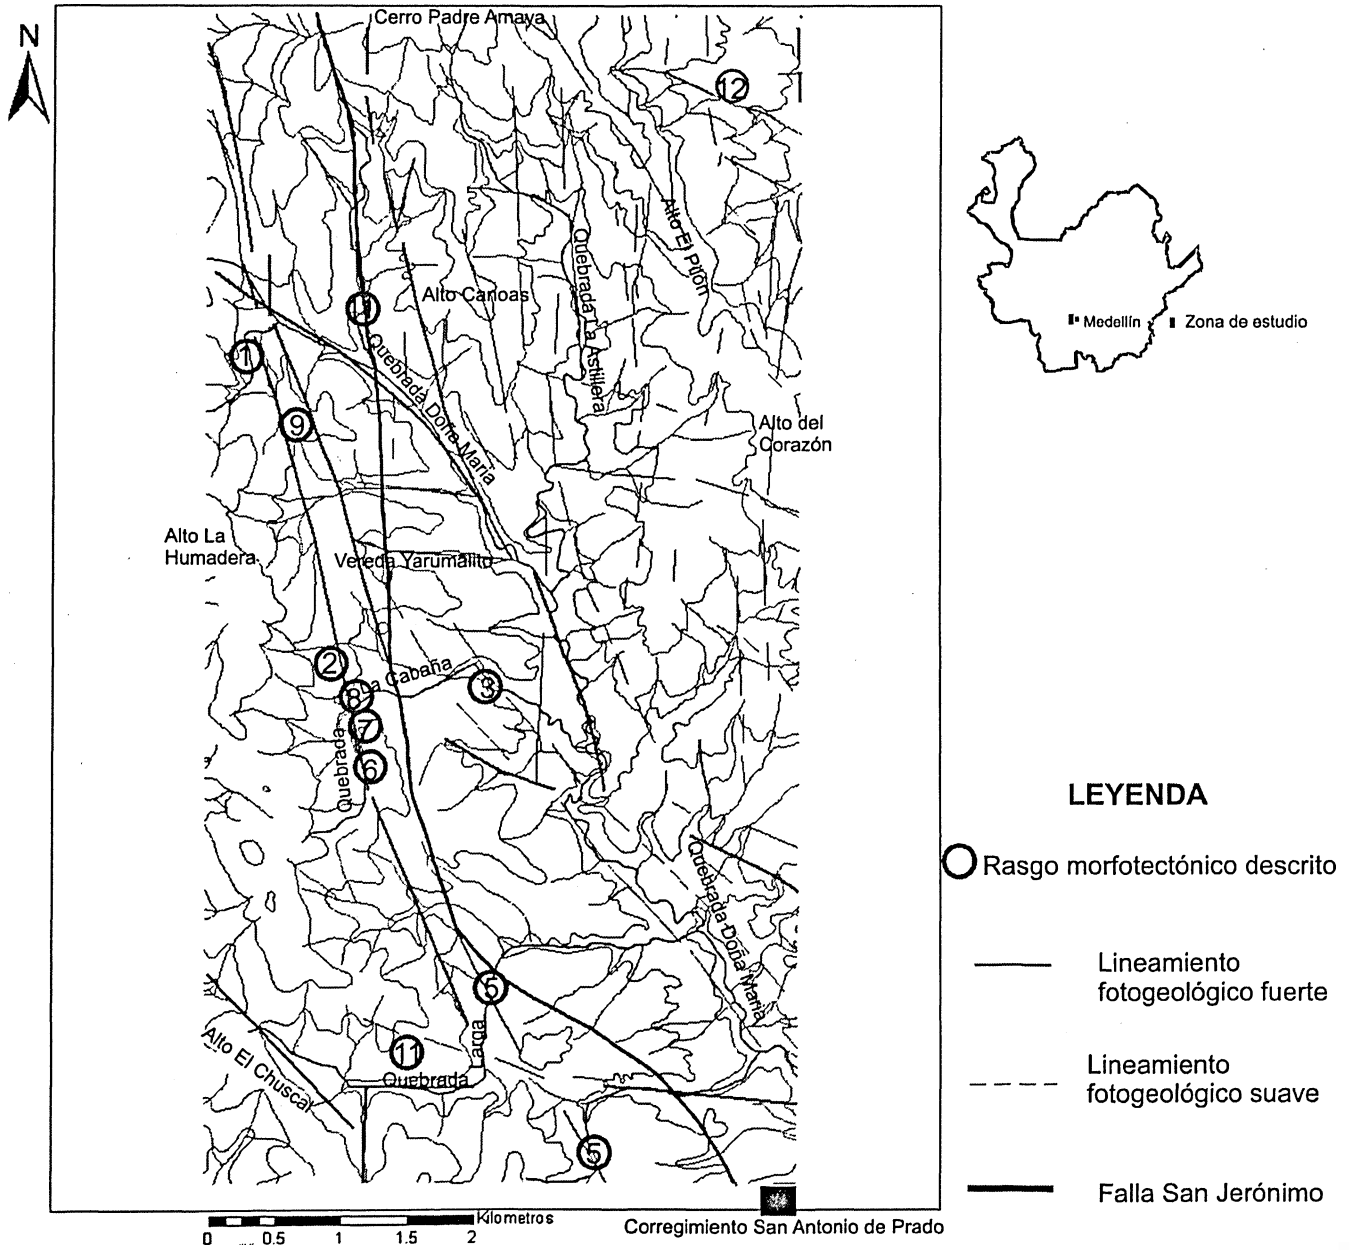 N
Cerro Padre Amaya
12
Alto El Pilón
Quebrada La Astillera
Alto Canoas
Medellín
Zona de estudio
1
Quebrada Doña María
9
Alto del
Corazón
Alto La
Humadera
Vereda Yarumalito
2
La Cabaña
3
8
7
6
Quebrada
LEYENDA
Rasgo morfotectónico descrito
Quebrada Doña María
Lineamiento
fotogeológico fuerte
5
Larga
11
Alto El Chuscal
Quebrada
Lineamiento
fotogeológico suave
5
Falla San Jerónimo
Kilometros
0 0.5 1 1.5 2
Corregimiento San Antonio de Prado